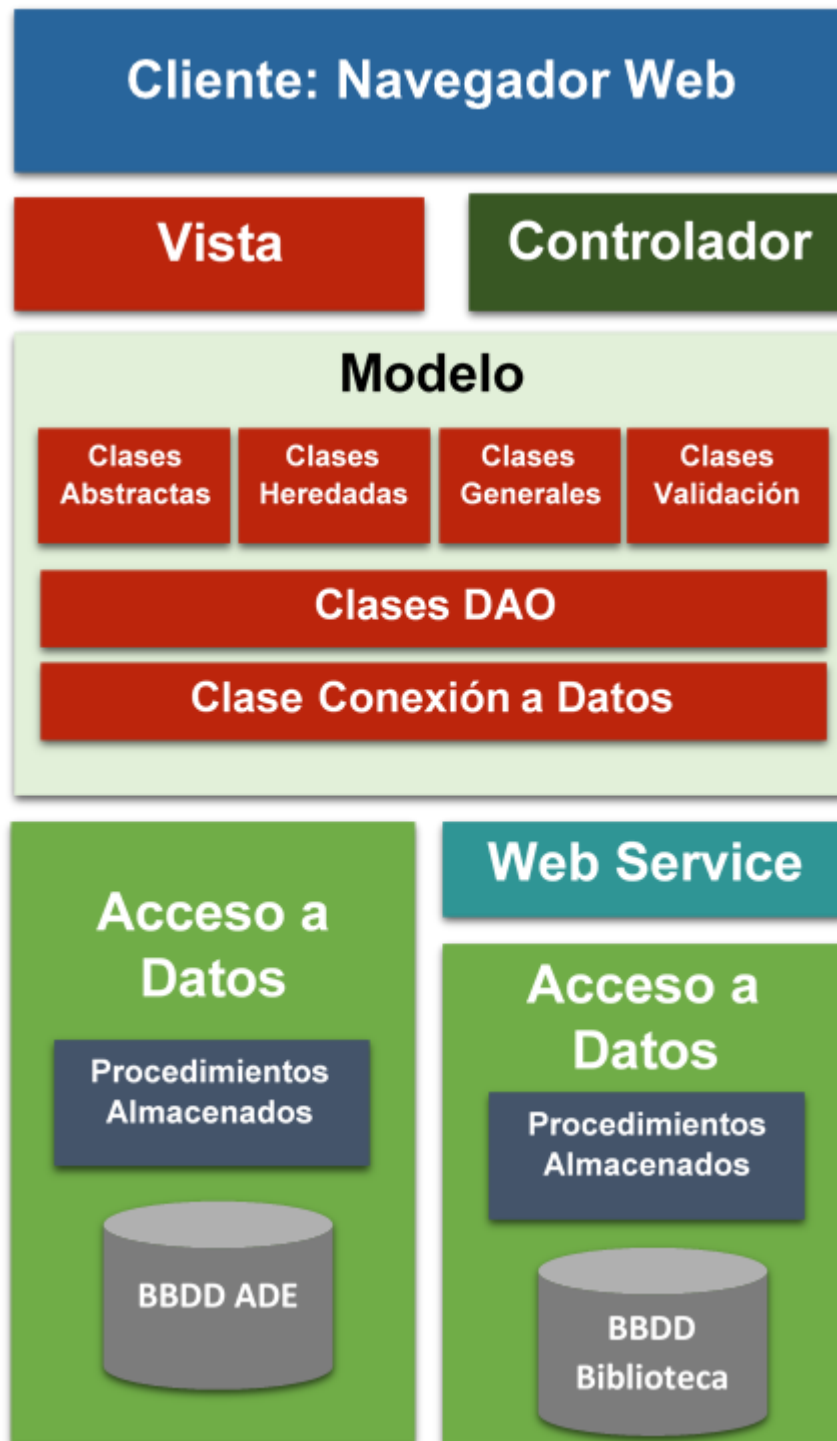 Cliente: Navegador Web
Vista
Controlador
Modelo
Clases
Abstractas
Clases
Heredadas
Clases
Generales
Clases
Validación
Clases DAO
Clase Conexión a Datos
Acceso a
Datos
Procedimientos
Almacenados
BBDD ADE
Web Service
Acceso a
Datos
Procedimientos
Almacenados
BBDD
Biblioteca